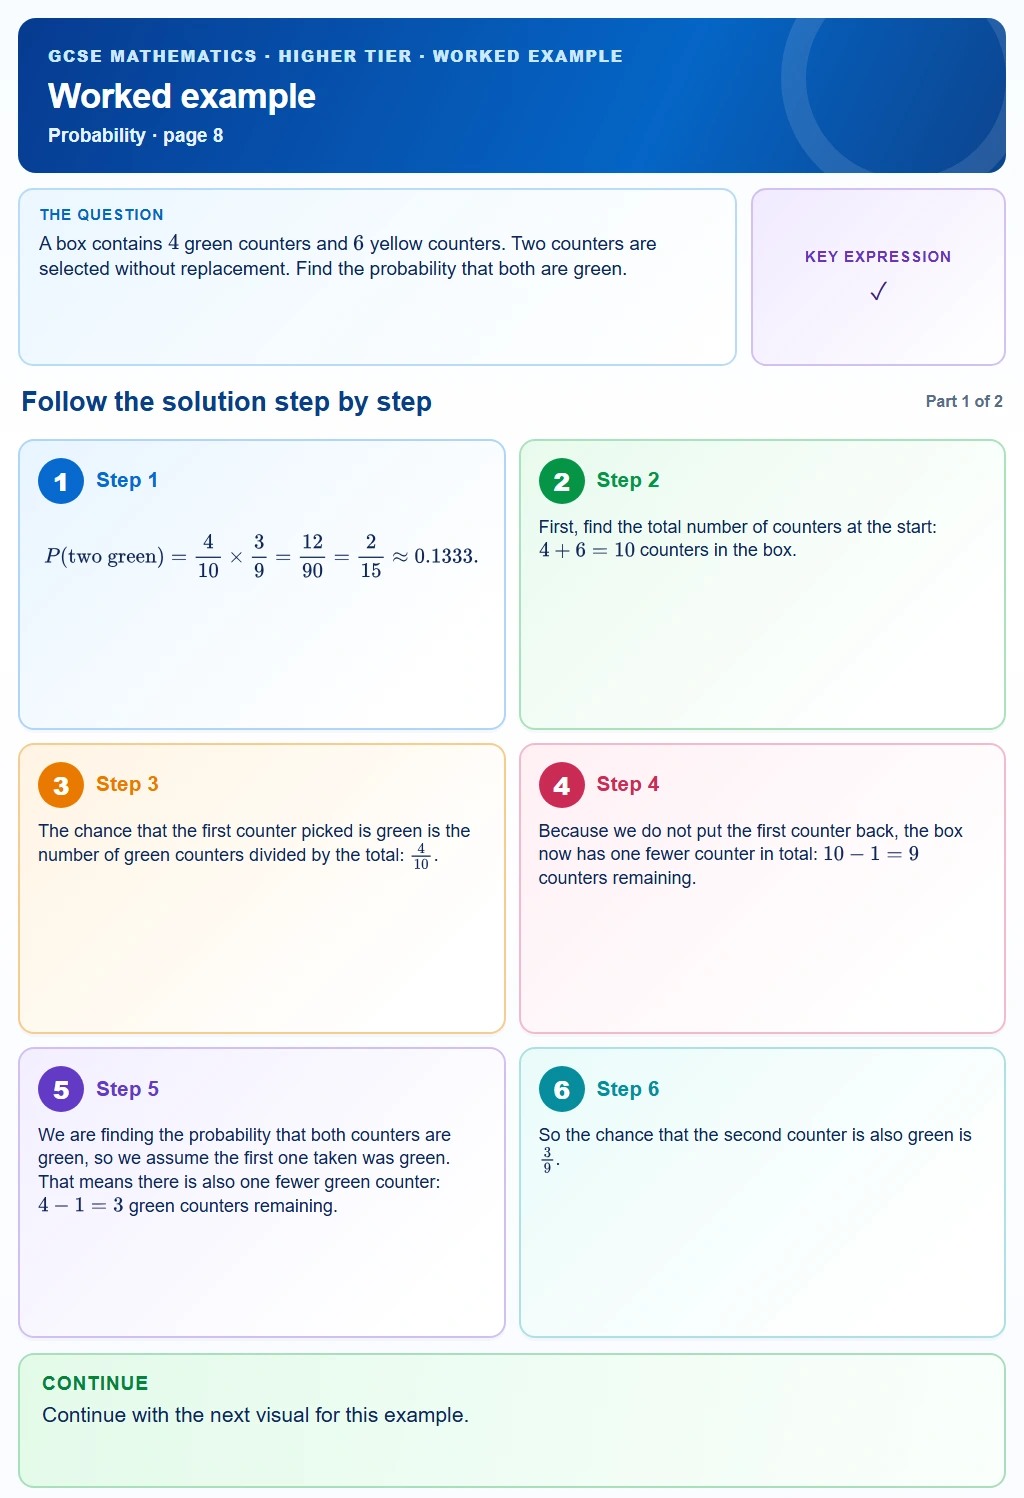 GCSE MATHEMATICS · HIGHER TIER · WORKED EXAMPLE
Worked example
Probability · page 8
THE QUESTION
A box contains 4 green counters and 6 yellow counters. Two counters are
selected without replacement. Find the probability that both are green.
KEY EXPRESSION
✓
Follow the solution step by step
Part 1 of 2
1 Step 1
P(two green) = 4/10 × 3/9 = 12/90 = 2/15 ≈ 0.1333.
2 Step 2
First, find the total number of counters at the start:
4 + 6 = 10 counters in the box.
3 Step 3
The chance that the first counter picked is green is the
number of green counters divided by the total: 4/10.
4 Step 4
Because we do not put the first counter back, the box
now has one fewer counter in total: 10 − 1 = 9
counters remaining.
5 Step 5
We are finding the probability that both counters are
green, so we assume the first one taken was green.
That means there is also one fewer green counter:
4 − 1 = 3 green counters remaining.
6 Step 6
So the chance that the second counter is also green is
3/9.
CONTINUE
Continue with the next visual for this example.